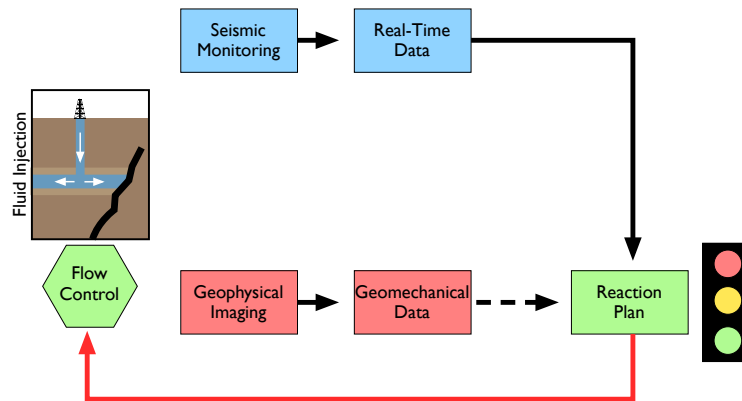 Seismic
Monitoring
Real-Time
Data
Fluid Injection
Flow
Control
Geophysical
Imaging
Geomechanical
Data
Reaction
Plan